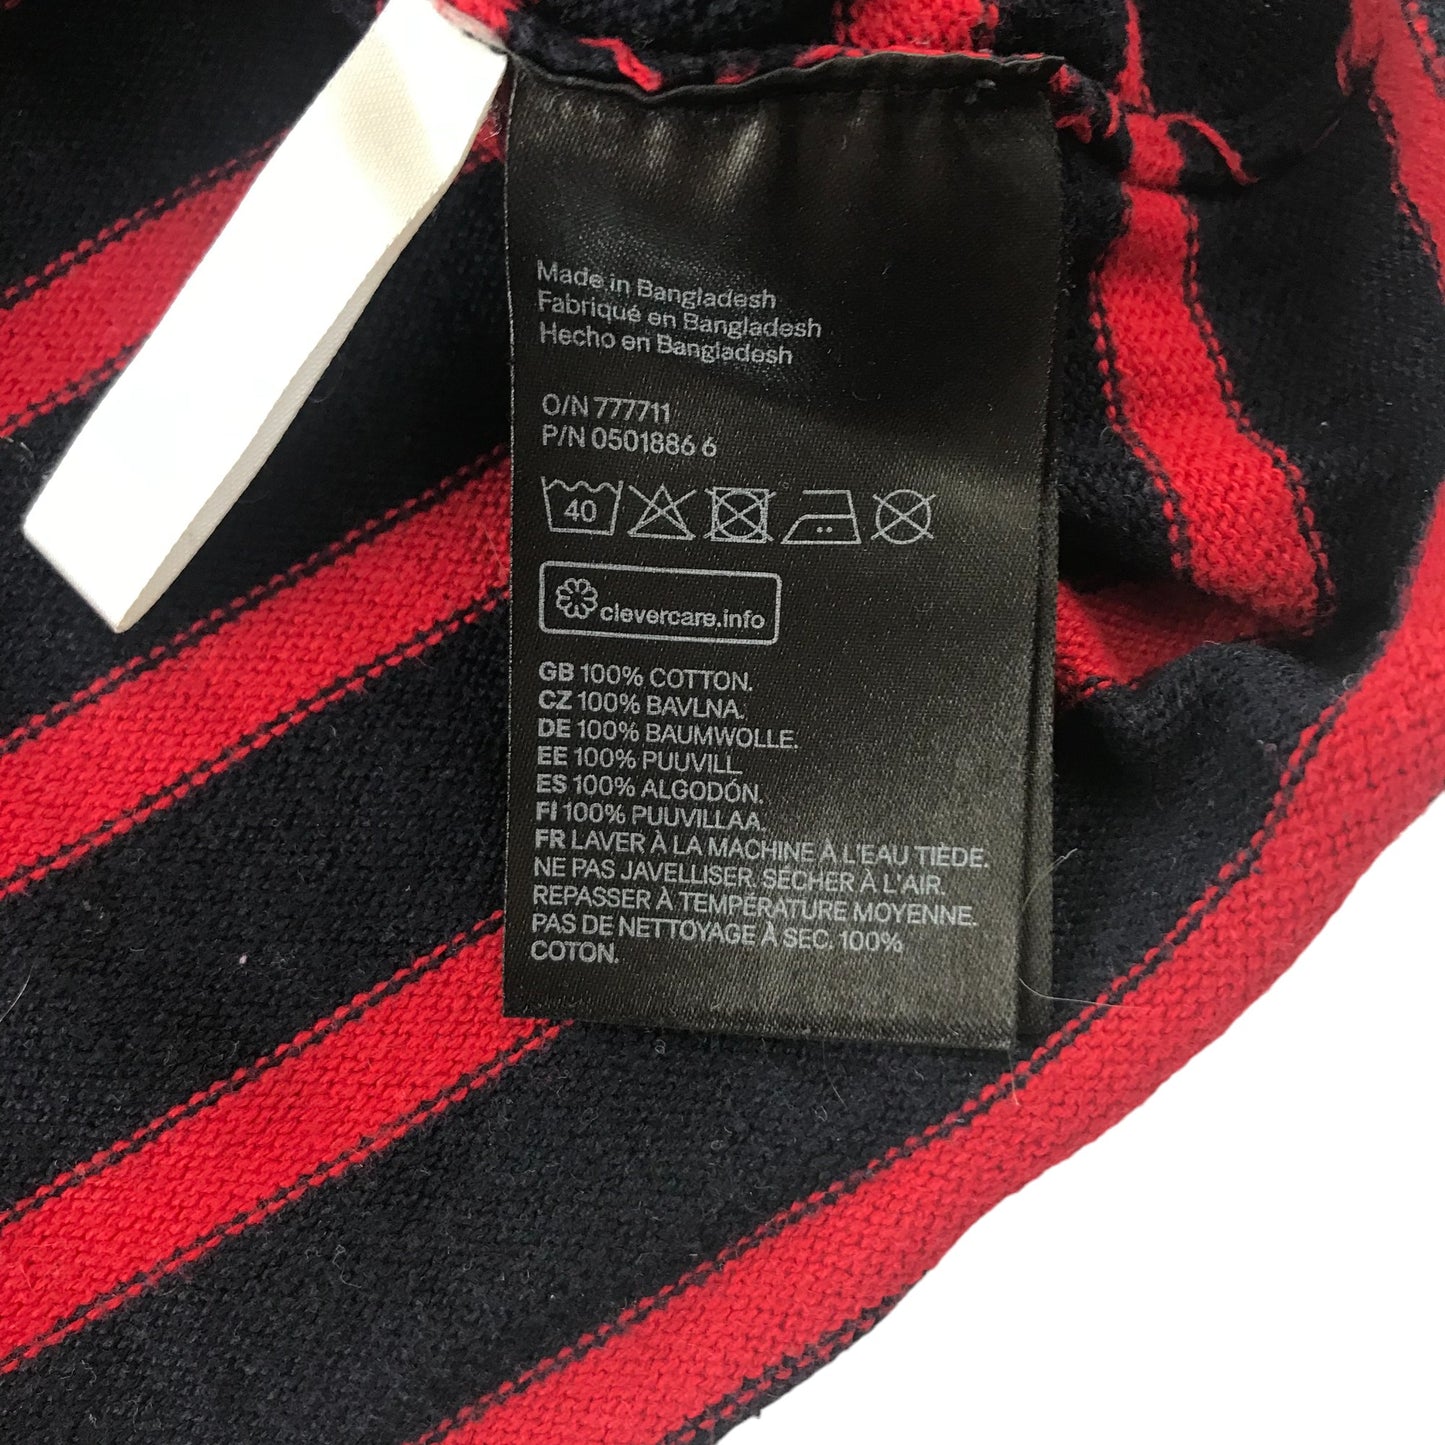 Made in Bangladesh
Fabriqué en Bangladesh
Hecho en Bangladesh
O/N 777711
P/N 0501886 6
40
clevercare.info
GB 100% COTTON.
CZ 100% BAVLNA.
DE 100% BAUMWOLLE.
EE 100% PUUVILL
ES 100% ALGODÓN.
FI 100% PUUVILLAA.
FR LAVER À LA MACHINE À L'EAU TIÈDE.
NE PAS JAVELLISER. SÉCHER À L'AIR.
REPASSER À TEMPÉRATURE MOYENNE.
PAS DE NETTOYAGE À SEC. 100%
COTON.